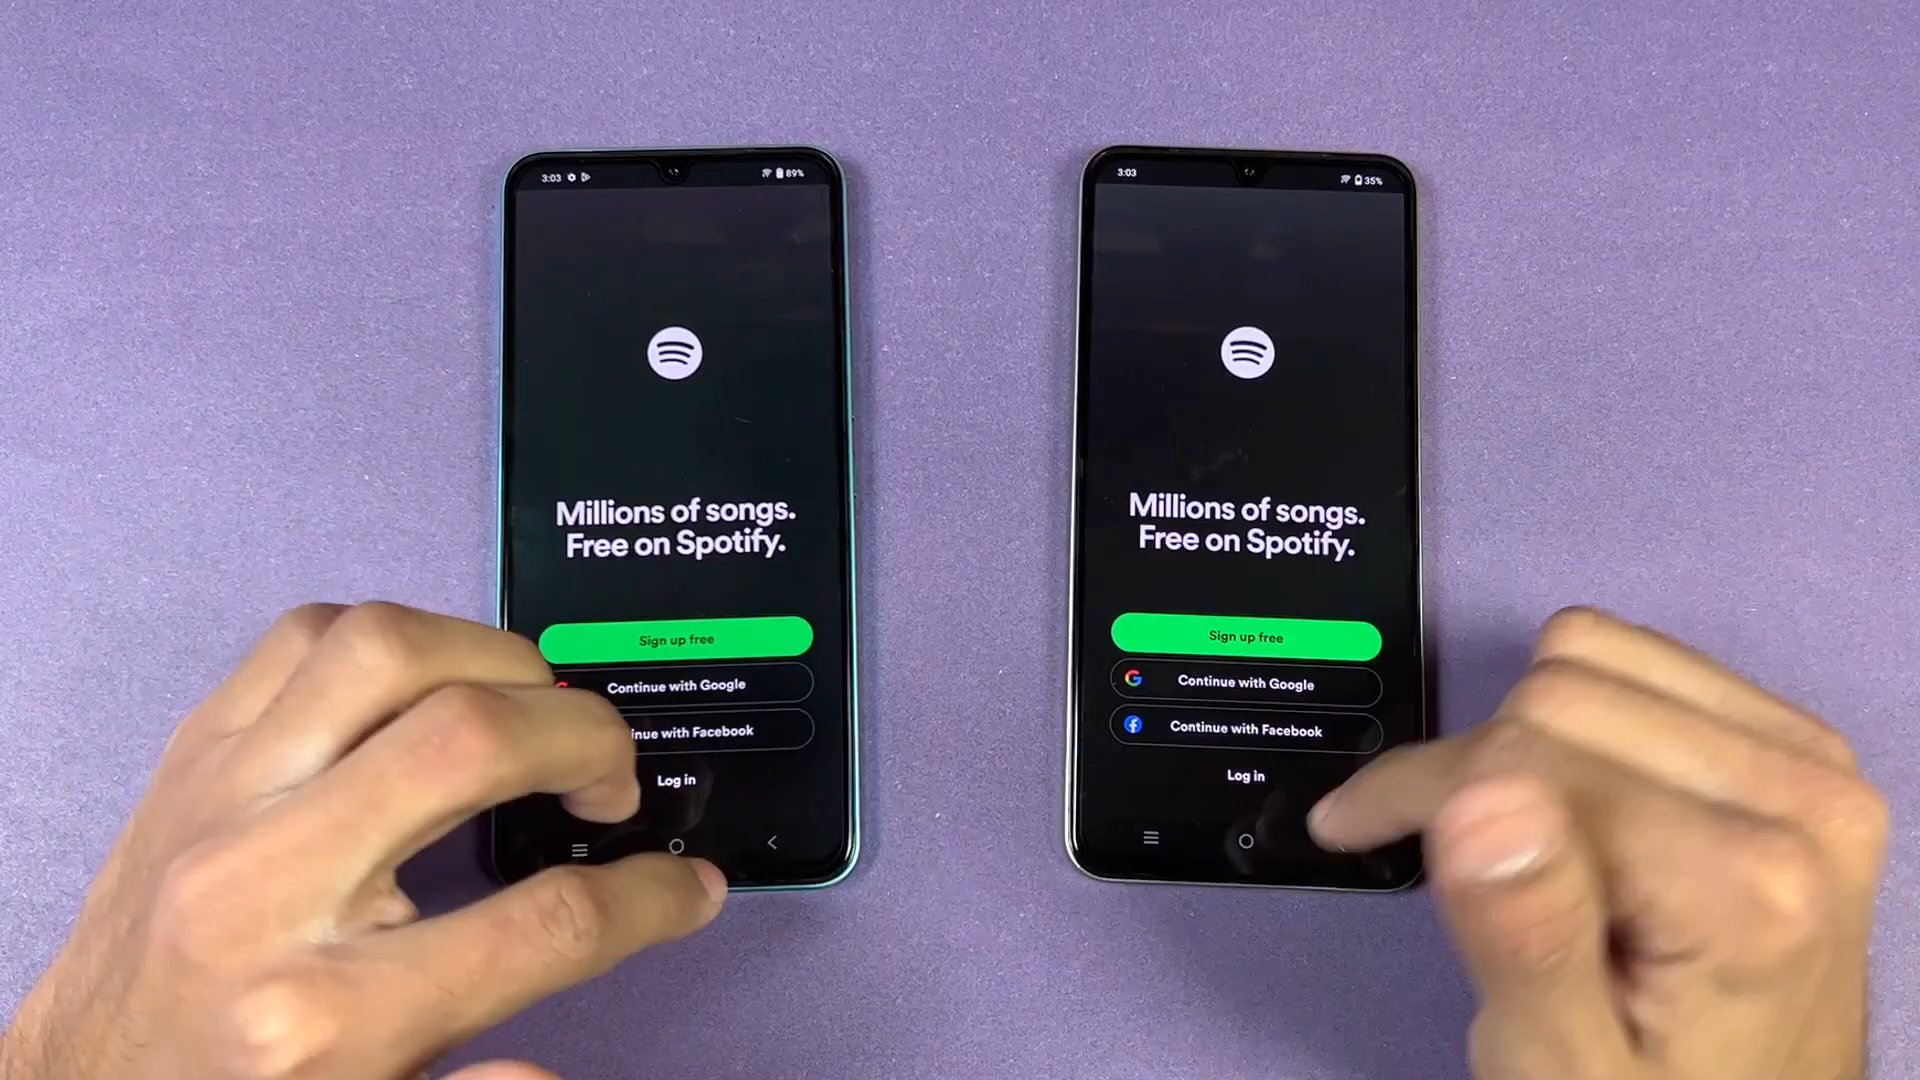 3:03
89%
Millions of songs.
Free on Spotify.
Sign up free
Continue with Google
inue with Facebook
Log in
3:03
35%
Millions of songs.
Free on Spotify.
Sign up free
Continue with Google
Continue with Facebook
Log in